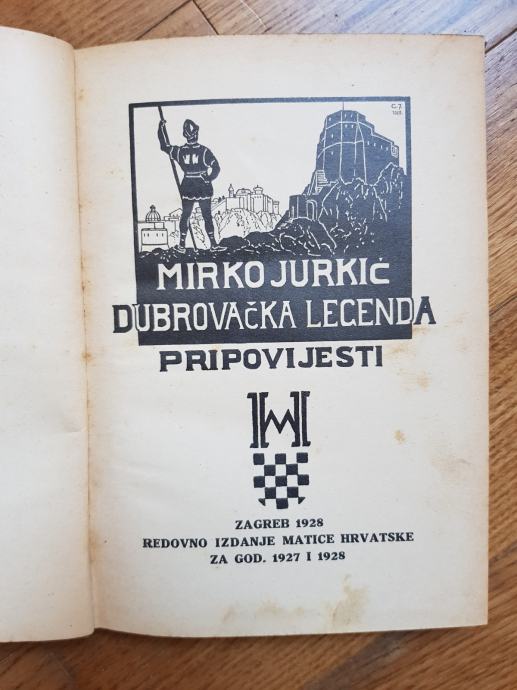 C.J.
MIRKO JURKIĆ
DUBROVAČKA LEGENDA
PRIPOVIJESTI
ZAGREB 1928
REDOVNO IZDANJE MATICE HRVATSKE
ZA GOD. 1927 I 1928